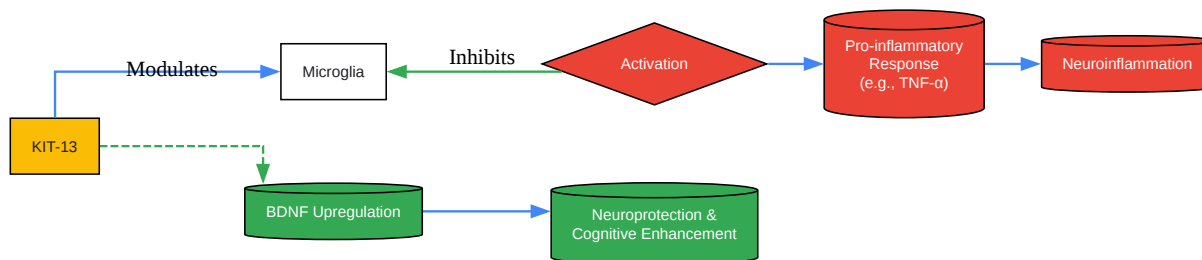 Modulates
Microglia
Inhibits
Activation
Pro-inflammatory
Response
(e.g., TNF-α)
Neuroinflammation
KIT-13
BDNF Upregulation
Neuroprotection &
Cognitive Enhancement